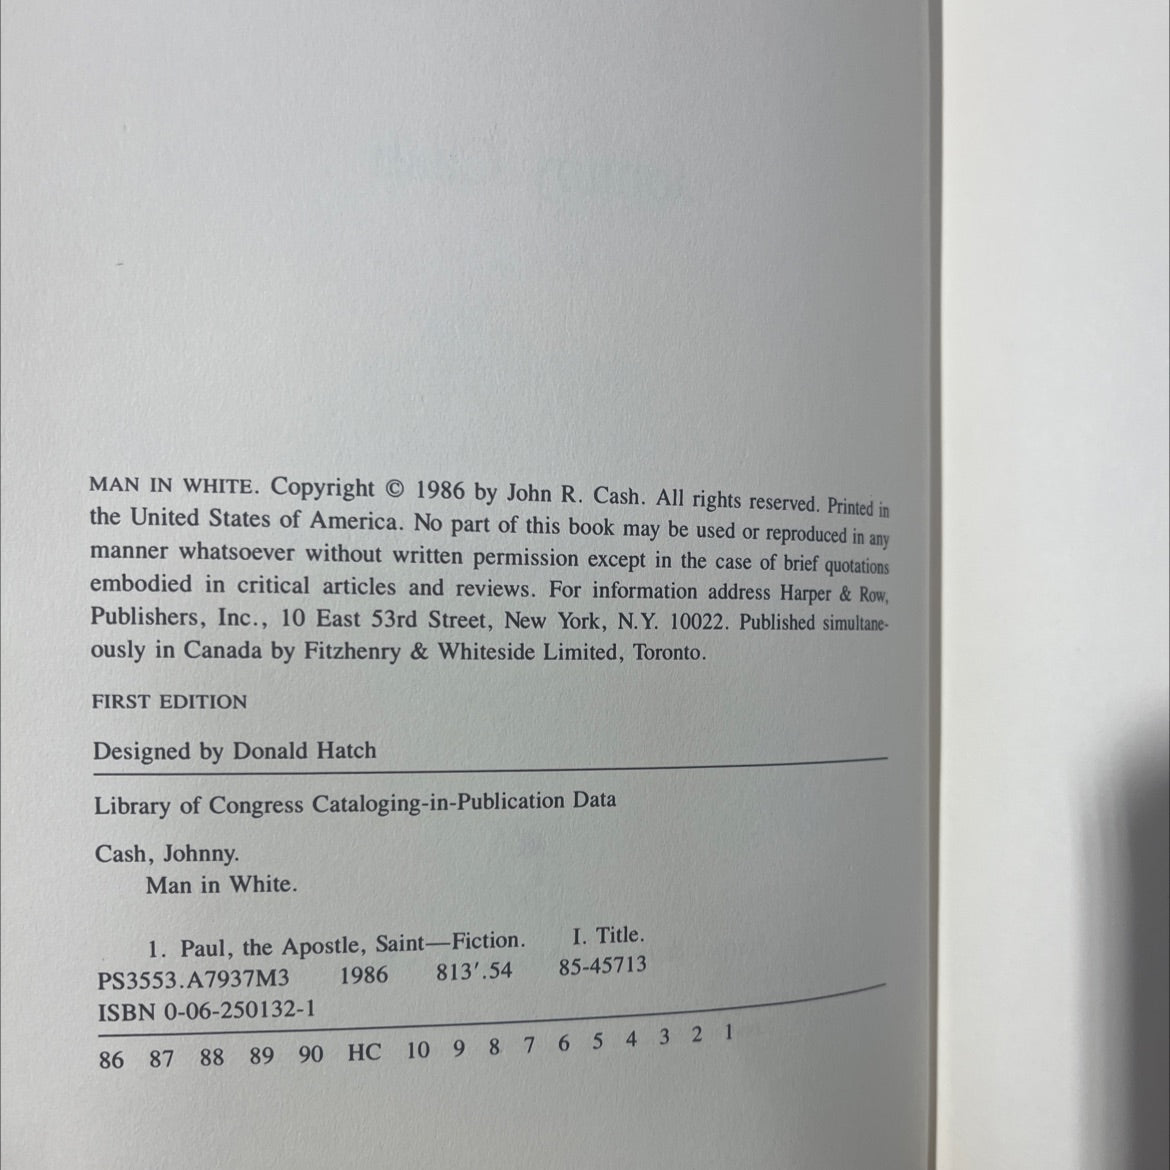 MAN IN WHITE. Copyright © 1986 by John R. Cash. All rights reserved. Printed in
the United States of America. No part of this book may be used or reproduced in any
manner whatsoever without written permission except in the case of brief quotations
embodied in critical articles and reviews. For information address Harper & Row,
Publishers, Inc., 10 East 53rd Street, New York, N.Y. 10022. Published simultane-
ously in Canada by Fitzhenry & Whiteside Limited, Toronto.
FIRST EDITION
Designed by Donald Hatch
Library of Congress Cataloging-in-Publication Data
Cash, Johnny.
Man in White.
1. Paul, the Apostle, Saint—Fiction. I. Title.
PS3553.A7937M3 1986 813′.54 85-45713
ISBN 0-06-250132-1
86 87 88 89 90 HC 10 9 8 7 6 5 4 3 2 1